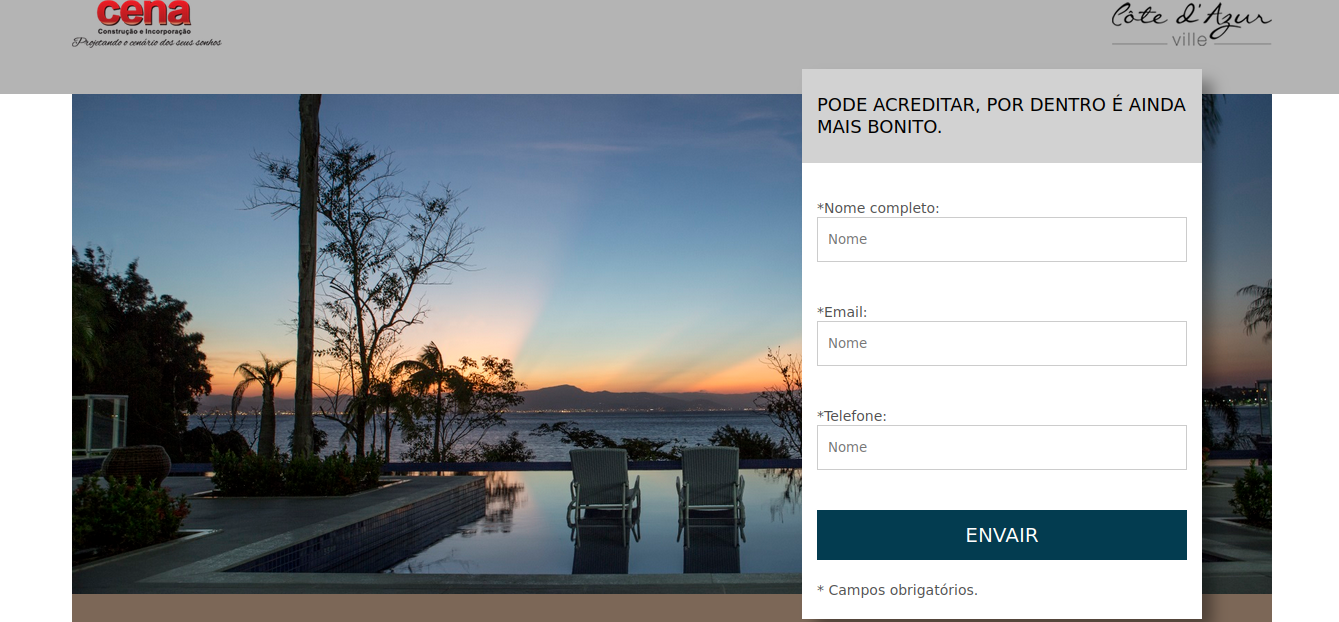 cena
Construção e Incorporação
Projetando o cenário dos seus sonhos
Côte d'Azur
ville
PODE ACREDITAR, POR DENTRO É AINDA
MAIS BONITO.
*Nome completo:
Nome
*Email:
Nome
*Telefone:
Nome
ENVAIR
* Campos obrigatórios.